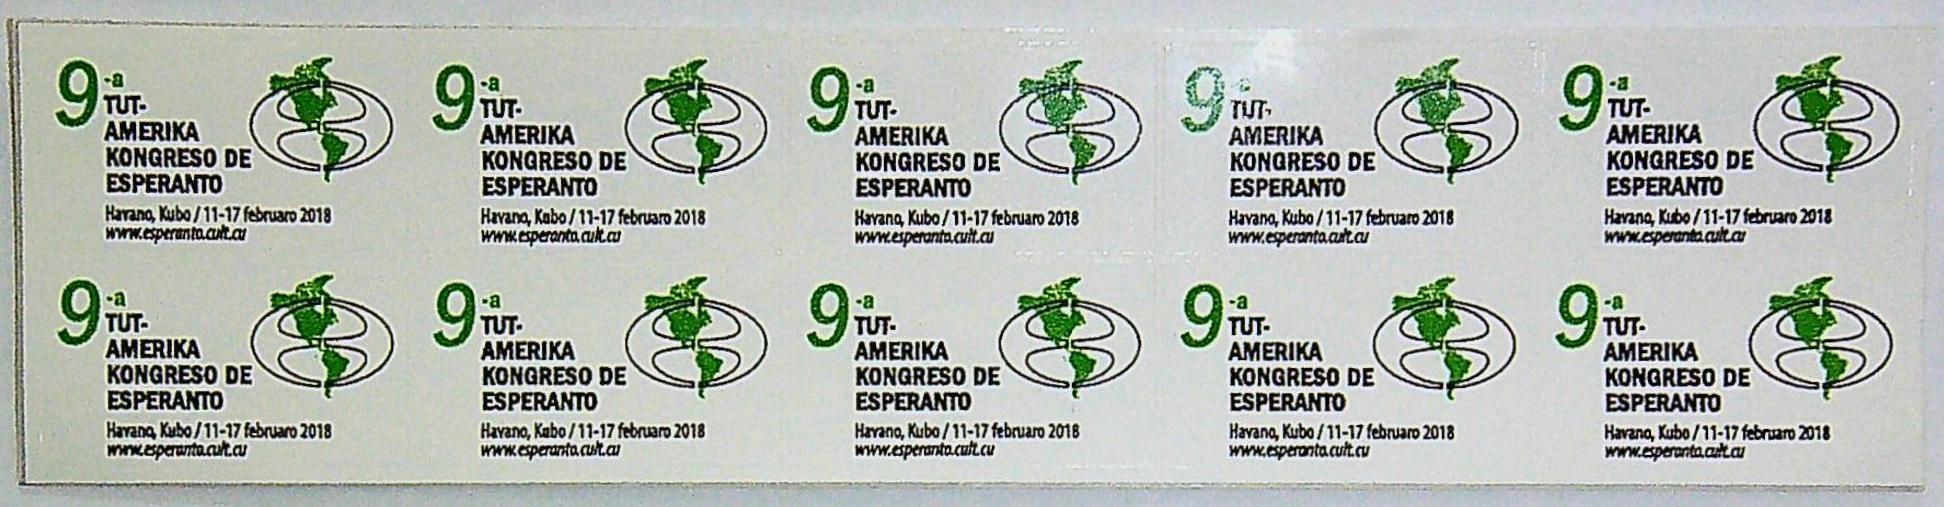 9-a
TUT-
AMERIKA
KONGRESO DE
ESPERANTO
Havano, Kubo / 11-17 februaro 2018
www.esperanto.cult.cu
9-a
TUT-
AMERIKA
KONGRESO DE
ESPERANTO
Havano, Kubo / 11-17 februaro 2018
www.esperanto.cult.cu
9-a
TUT-
AMERIKA
KONGRESO DE
ESPERANTO
Havano, Kubo / 11-17 februaro 2018
www.esperanto.cult.cu
9-a
TUT-
AMERIKA
KONGRESO DE
ESPERANTO
Havano, Kubo / 11-17 februaro 2018
www.esperanto.cult.cu
9-a
TUT-
AMERIKA
KONGRESO DE
ESPERANTO
Havano, Kubo / 11-17 februaro 2018
www.esperanto.cult.cu
9-a
TUT-
AMERIKA
KONGRESO DE
ESPERANTO
Havano, Kubo / 11-17 februaro 2018
www.esperanto.cult.cu
9-a
TUT-
AMERIKA
KONGRESO DE
ESPERANTO
Havano, Kubo / 11-17 februaro 2018
www.esperanto.cult.cu
9-a
TUT-
AMERIKA
KONGRESO DE
ESPERANTO
Havano, Kubo / 11-17 februaro 2018
www.esperanto.cult.cu
9-a
TUT-
AMERIKA
KONGRESO DE
ESPERANTO
Havano, Kubo / 11-17 februaro 2018
www.esperanto.cult.cu
9-a
TUT-
AMERIKA
KONGRESO DE
ESPERANTO
Havano, Kubo / 11-17 februaro 2018
www.esperanto.cult.cu